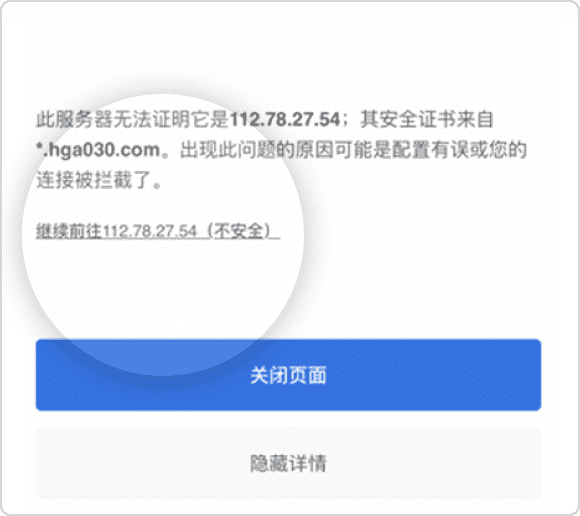 此服务器无法证明它是112.78.27.54；其安全证书来自
*.hga030.com。出现此问题的原因可能是配置有误或您的
连接被拦截了。
继续前往112.78.27.54（不安全）
关闭页面
隐藏详情